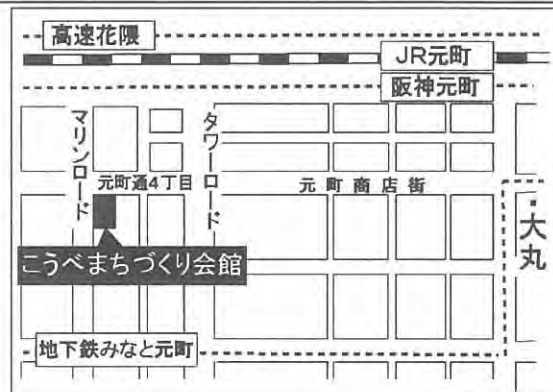 高速花隈
JR元町
阪神元町
マリンロード
タワーロード
元町通4丁目
元町商店街
・大丸
こうべまちづくり会館
地下鉄みなと元町